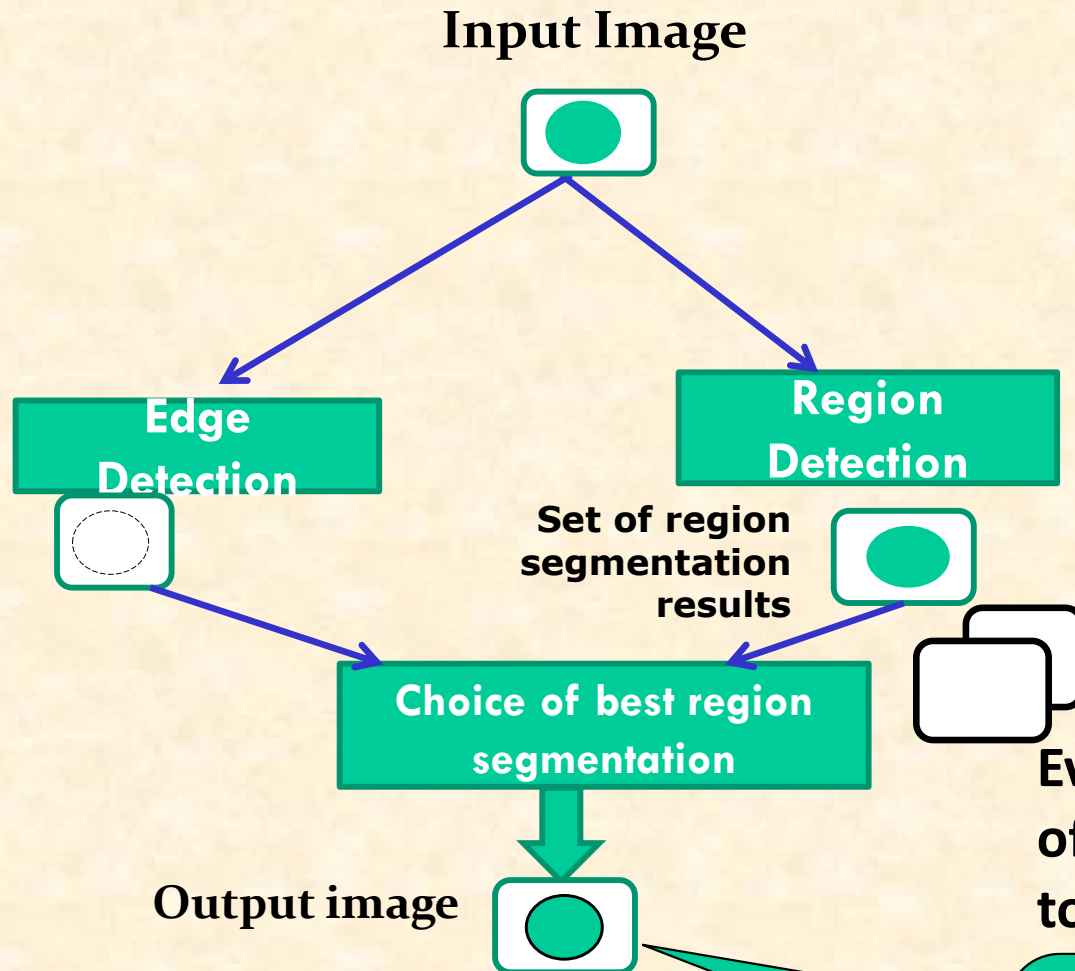 Input Image
Edge
Detection
Region
Detection
Set of region
segmentation
results
Choice of best region
segmentation
Output image